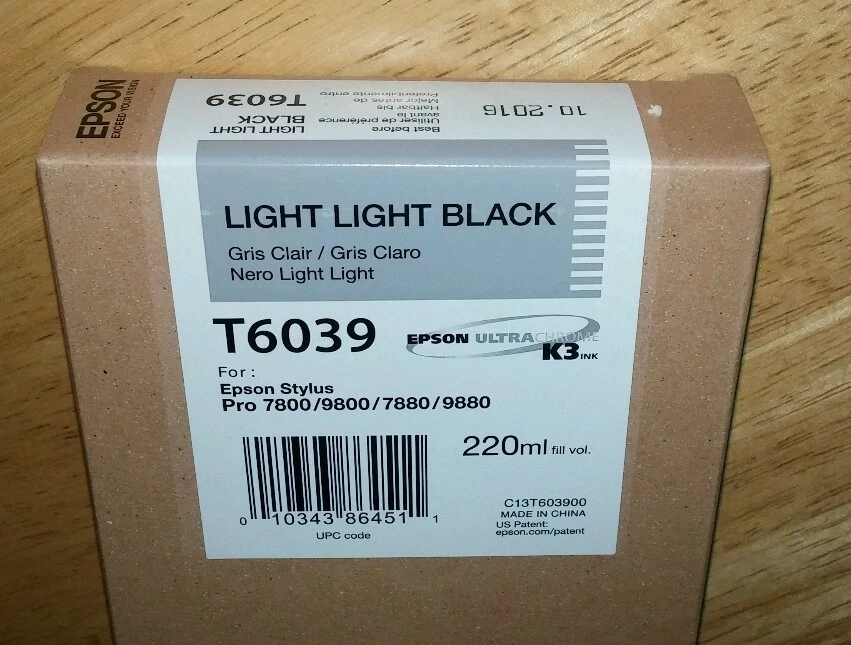 EPSON
EXCEED YOUR VISION
T6039
LIGHT LIGHT
BLACK
Best before
Utiliser de préférence
avant le
Haltbar bis
Mejor antes de
Preferibilmente entro
10.2016
LIGHT LIGHT BLACK
Gris Clair / Gris Claro
Nero Light Light
T6039
EPSON ULTRACHROME
K3 INK
For :
Epson Stylus
Pro 7800/9800/7880/9880
220ml fill vol.
0 10343 86451 1
UPC code
C13T603900
MADE IN CHINA
US Patent:
epson.com/patent